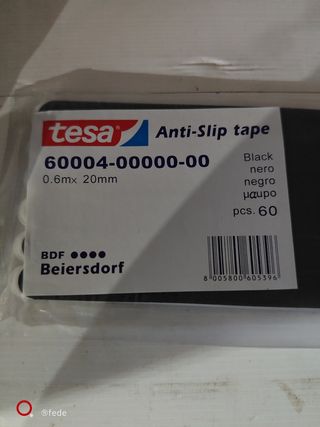 tesa Anti-Slip tape
60004-00000-00
0.6m× 20mm
Black
nero
negro
μαυρο
pcs. 60
BDF
Beiersdorf
8 005800 605396
®fede